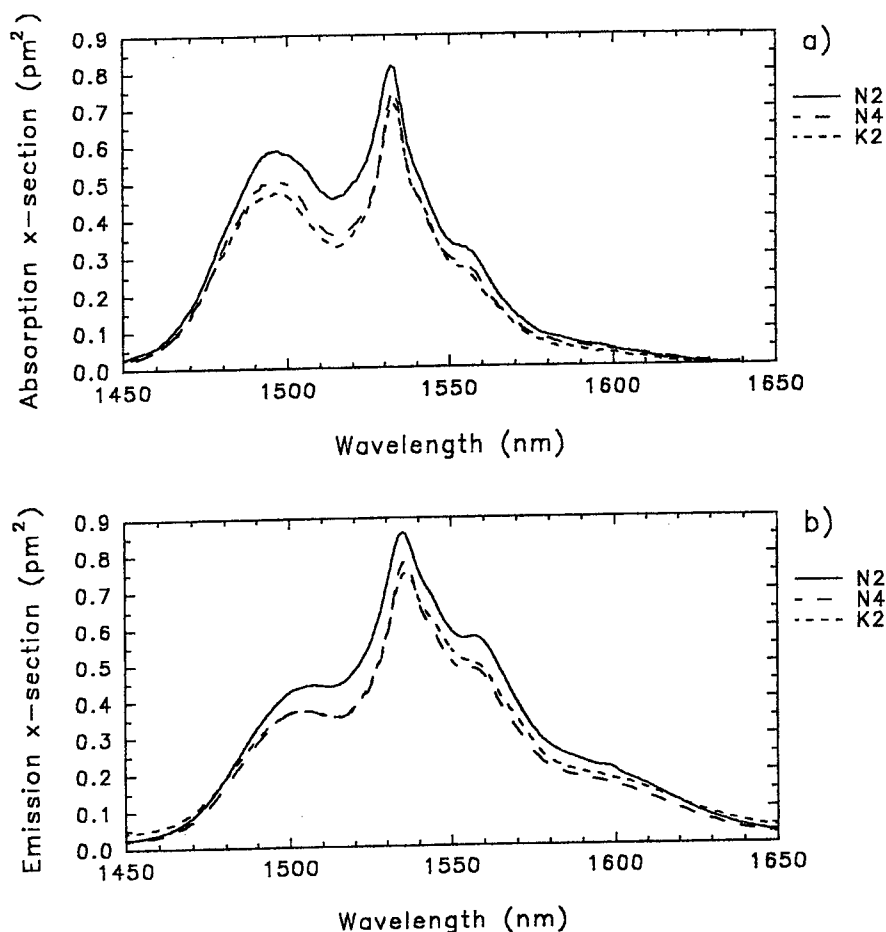 a)
0.9
0.8
0.7
0.6
0.5
0.4
0.3
0.2
0.1
0.0
Absorption x-section (pm²)
1450 1500 1550 1600 1650
Wavelength (nm)
N2
N4
K2
b)
0.9
0.8
0.7
0.6
0.5
0.4
0.3
0.2
0.1
0.0
Emission x-section (pm²)
1450 1500 1550 1600 1650
Wavelength (nm)
N2
N4
K2